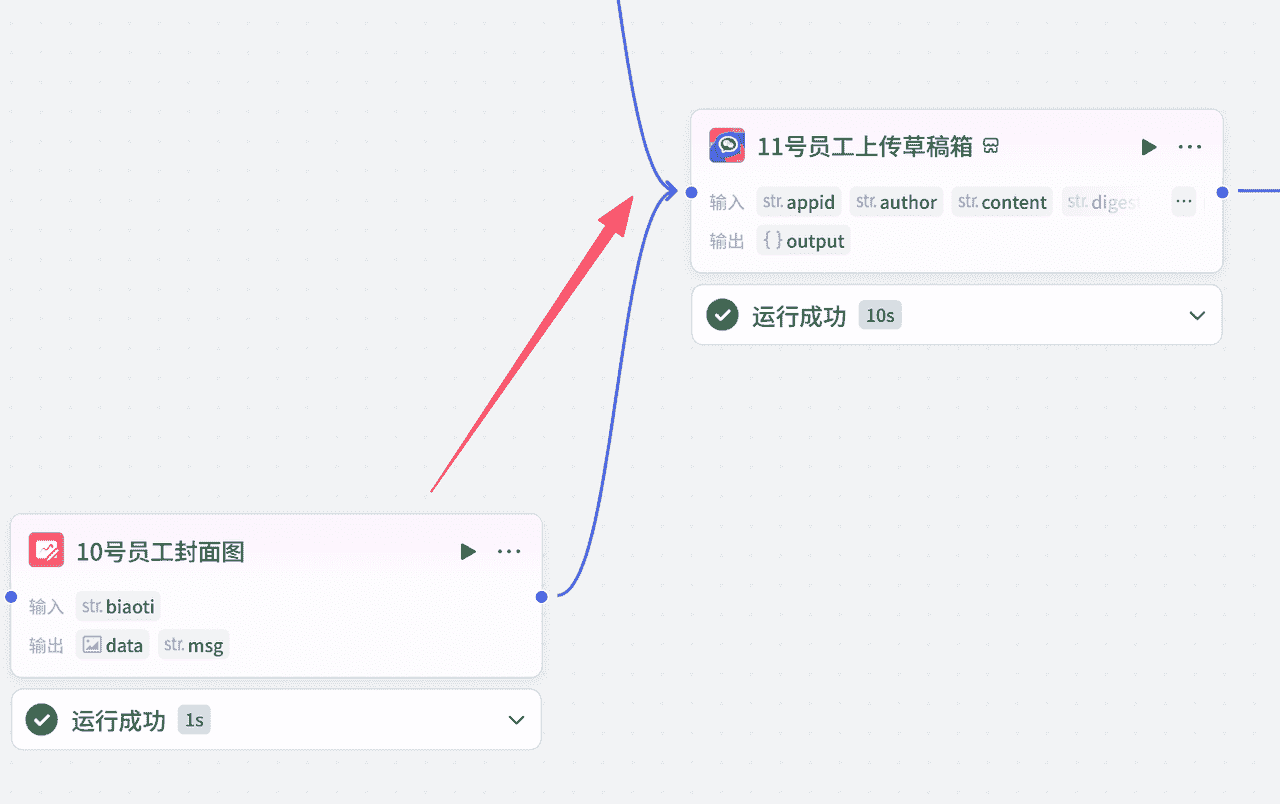 11号员工上传草稿箱
输入 str. appid str. author str. content str. digest ...
输出 { } output
运行成功 10s
10号员工封面图
输入 str. biaoti
输出 data str. msg
运行成功 1s